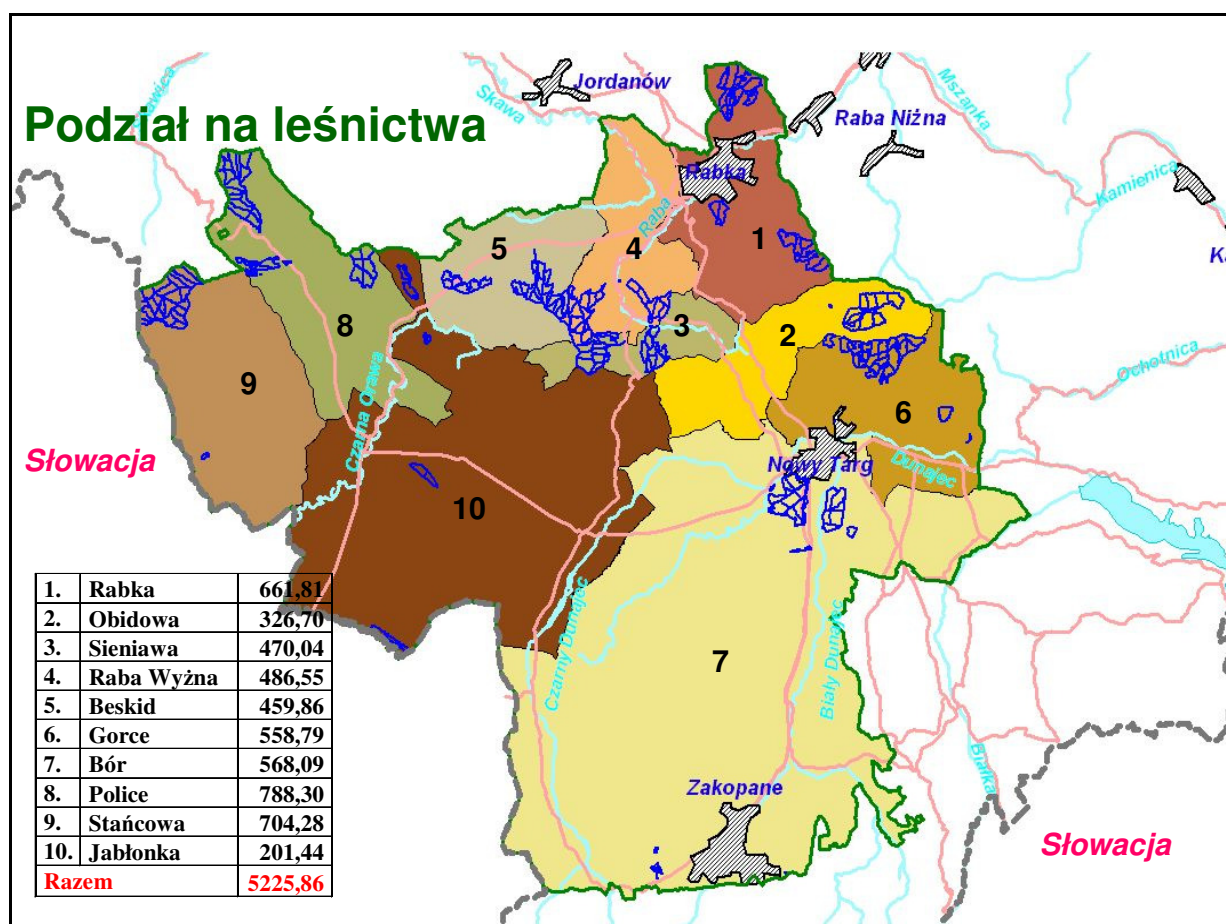 Podział na leśnictwa
Jordanów
Skawa
Raba Niżna
Mszanka
Kamienica
Rabka
Raba
1
5
4
2
3
8
9
6
Ochotnica
Czarna Orawa
Słowacja
Nowy Targ
Dunajec
10
7
Czarny Dunajec
Biały Dunajec
Białka
Zakopane
Słowacja
1. Rabka 661,81
2. Obidowa 326,70
3. Sieniawa 470,04
4. Raba Wyżna 486,55
5. Beskid 459,86
6. Gorce 558,79
7. Bór 568,09
8. Police 788,30
9. Stańcowa 704,28
10. Jabłonka 201,44
Razem 5225,86